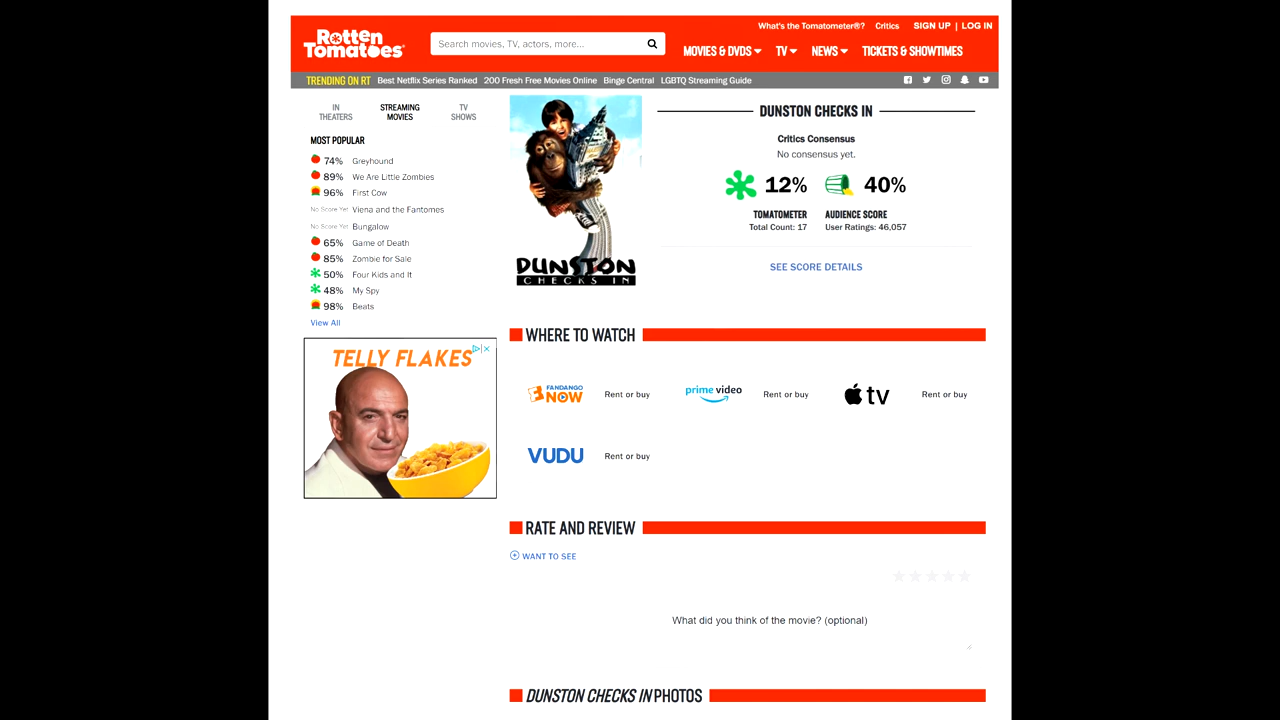 What's the Tomatometer®? Critics SIGN UP | LOG IN
Rotten Tomatoes
Search movies, TV, actors, more...
MOVIES & DVDS TV NEWS TICKETS & SHOWTIMES
TRENDING ON RT Best Netflix Series Ranked 200 Fresh Free Movies Online Binge Central LGBTQ Streaming Guide
IN THEATERS
STREAMING MOVIES
TV SHOWS
MOST POPULAR
74% Greyhound
89% We Are Little Zombies
96% First Cow
No Score Yet Viena and the Fantomes
No Score Yet Bungalow
65% Game of Death
85% Zombie for Sale
50% Four Kids and It
48% My Spy
98% Beats
View All
TELLY FLAKES
DUNSTON
CHECKS IN
DUNSTON CHECKS IN
Critics Consensus
No consensus yet.
12% 40%
TOMATOMETER AUDIENCE SCORE
Total Count: 17 User Ratings: 46,057
SEE SCORE DETAILS
WHERE TO WATCH
FANDANGO NOW Rent or buy prime video Rent or buy tv Rent or buy
VUDU Rent or buy
RATE AND REVIEW
WANT TO SEE
What did you think of the movie? (optional)
DUNSTON CHECKS IN PHOTOS